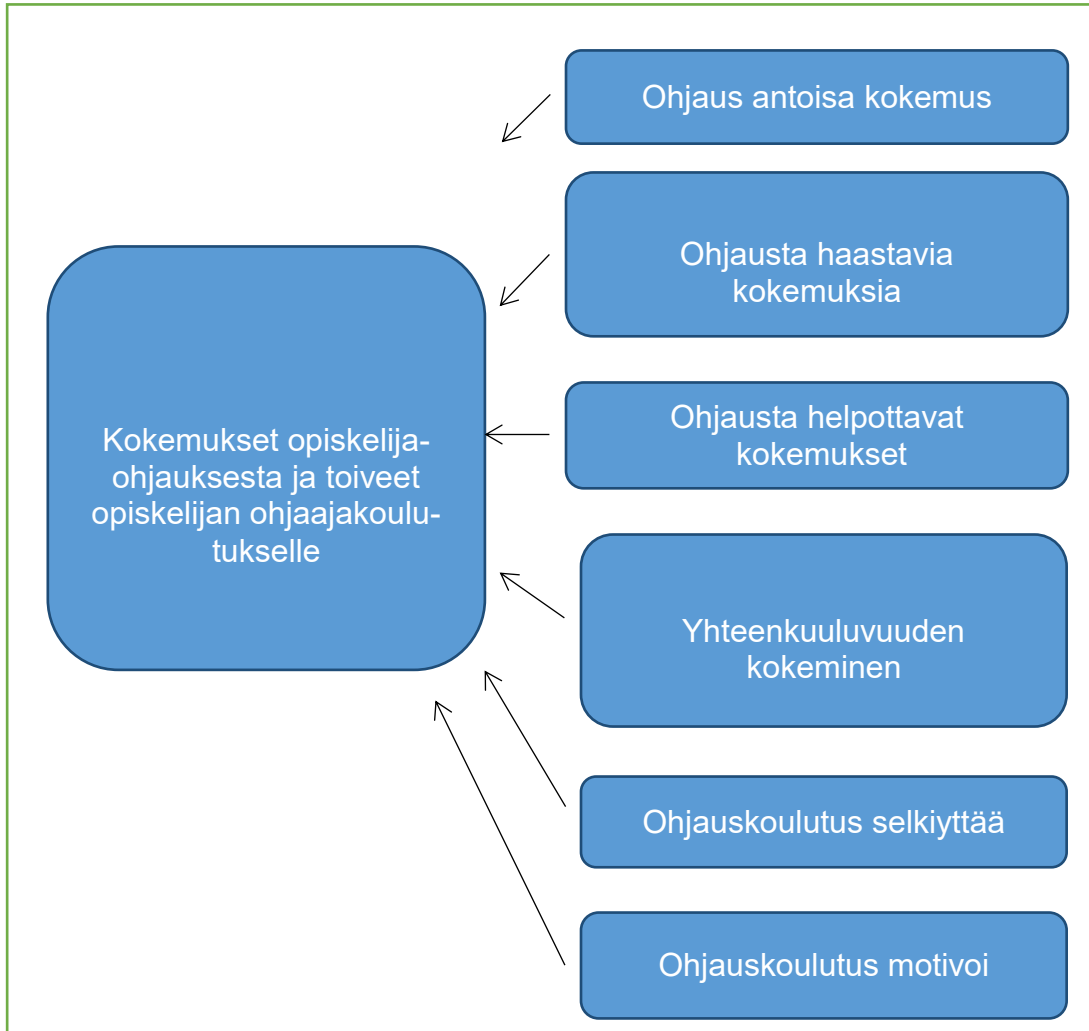 Ohjaus antoisa kokemus
Ohjausta haastavia
kokemuksia
Ohjausta helpottavat
kokemukset
Kokemukset opiskelija-
ohjauksesta ja toiveet
opiskelijan ohjaajakoulu-
tukselle
Yhteenkuuluvuuden
kokeminen
Ohjauskoulutus selkiyttää
Ohjauskoulutus motivoi